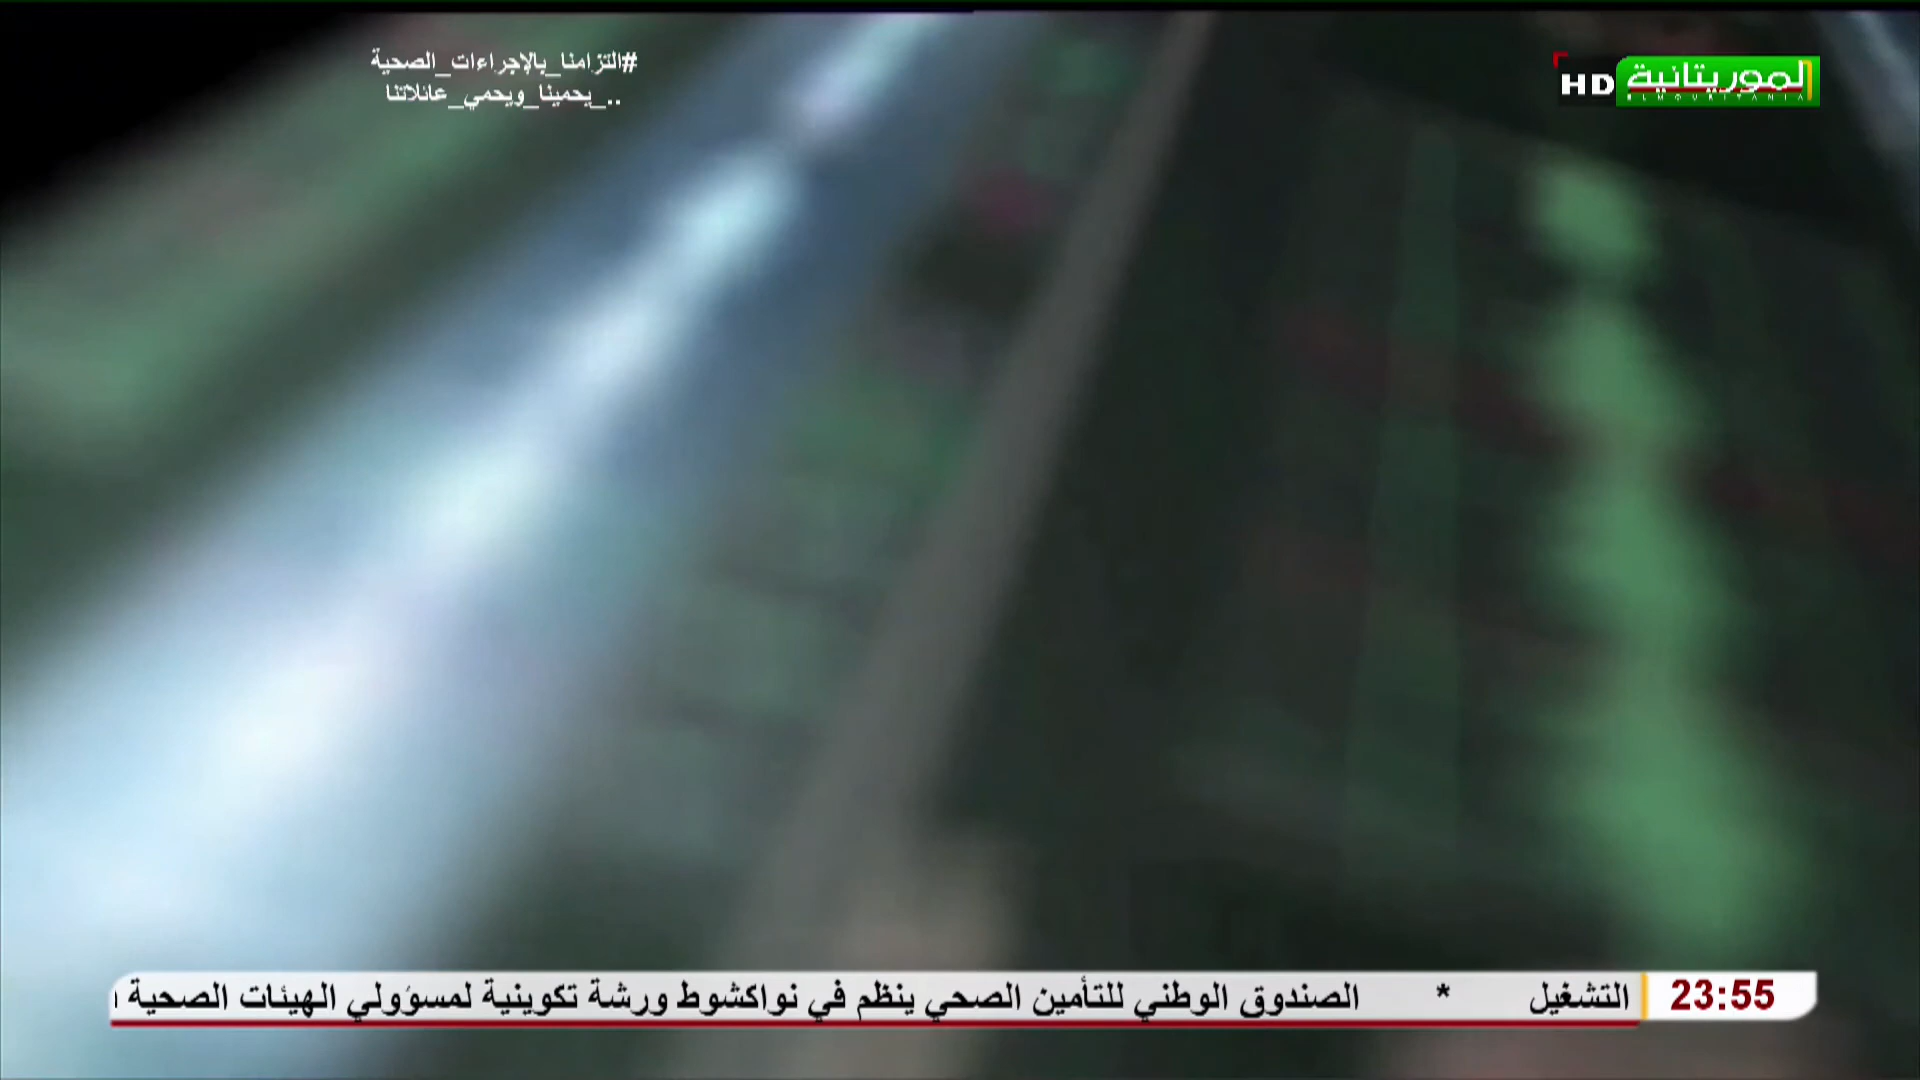 #التزامنا_بالإجراءات_الصحية
.._يحمينا_ويحمي_عائلاتنا
HD الموريتانية
ELMOURITANIA
23:55
التشغيل * الصندوق الوطني للتأمين الصحي ينظم في نواكشوط ورشة تكوينية لمسؤولي الهيئات الصحية